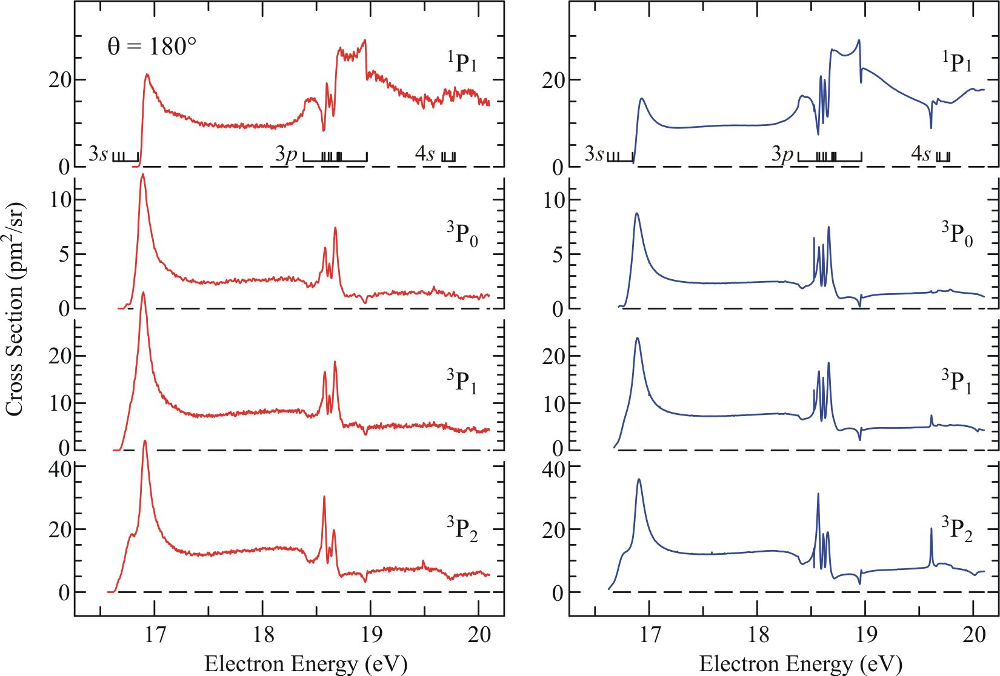 θ = 180°
¹P₁
20
3s
3p
4s
0
10
³P₀
5
0
20
³P₁
10
0
40
³P₂
20
0
17 18 19 20
Electron Energy (eV)
Cross Section (pm²/sr)
¹P₁
20
3s
3p
4s
0
10
³P₀
5
0
20
³P₁
10
0
40
³P₂
20
0
17 18 19 20
Electron Energy (eV)